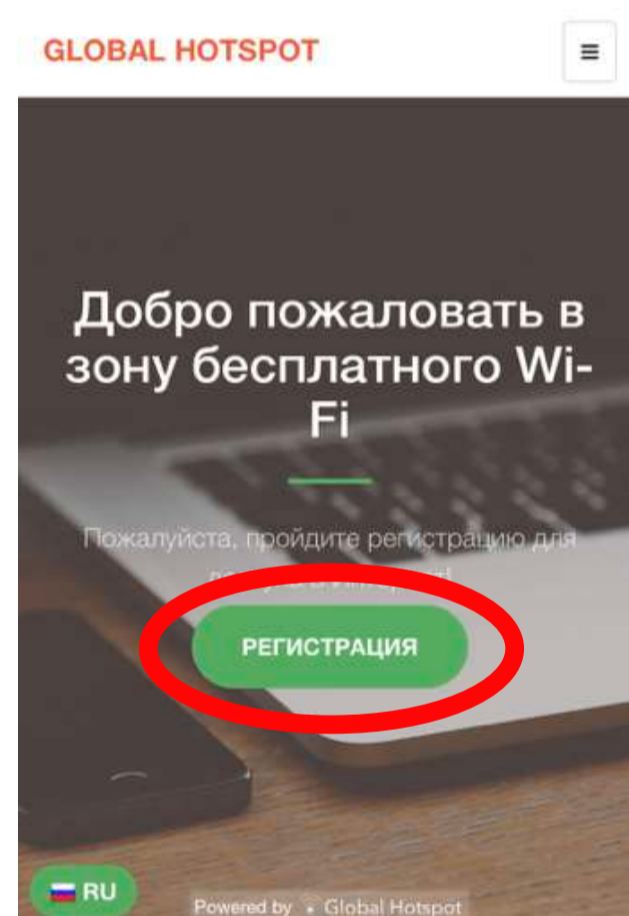 GLOBAL HOTSPOT
Добро пожаловать в
зону бесплатного Wi-
Fi
Пожалуйста, пройдите регистрацию для
РЕГИСТРАЦИЯ
RU
Powered by Global Hotspot